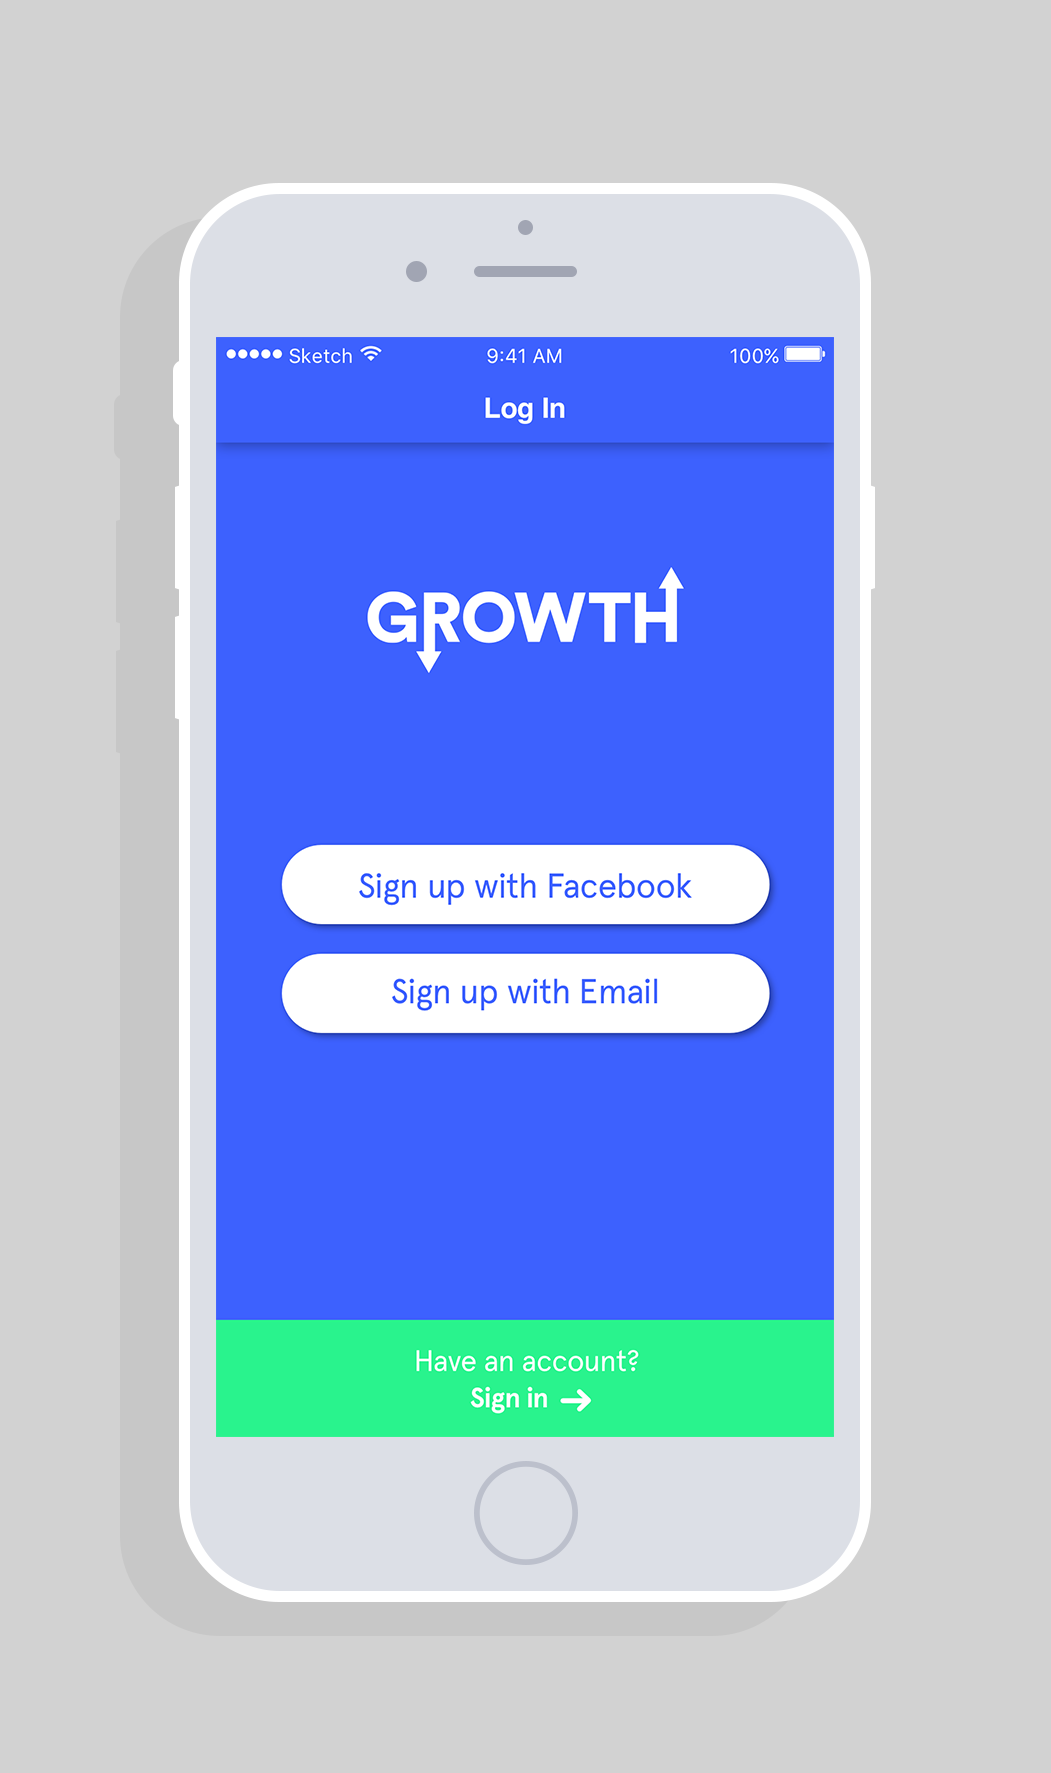 Sketch 9:41 AM 100%
Log In
GROWTH
Sign up with Facebook
Sign up with Email
Have an account?
Sign in